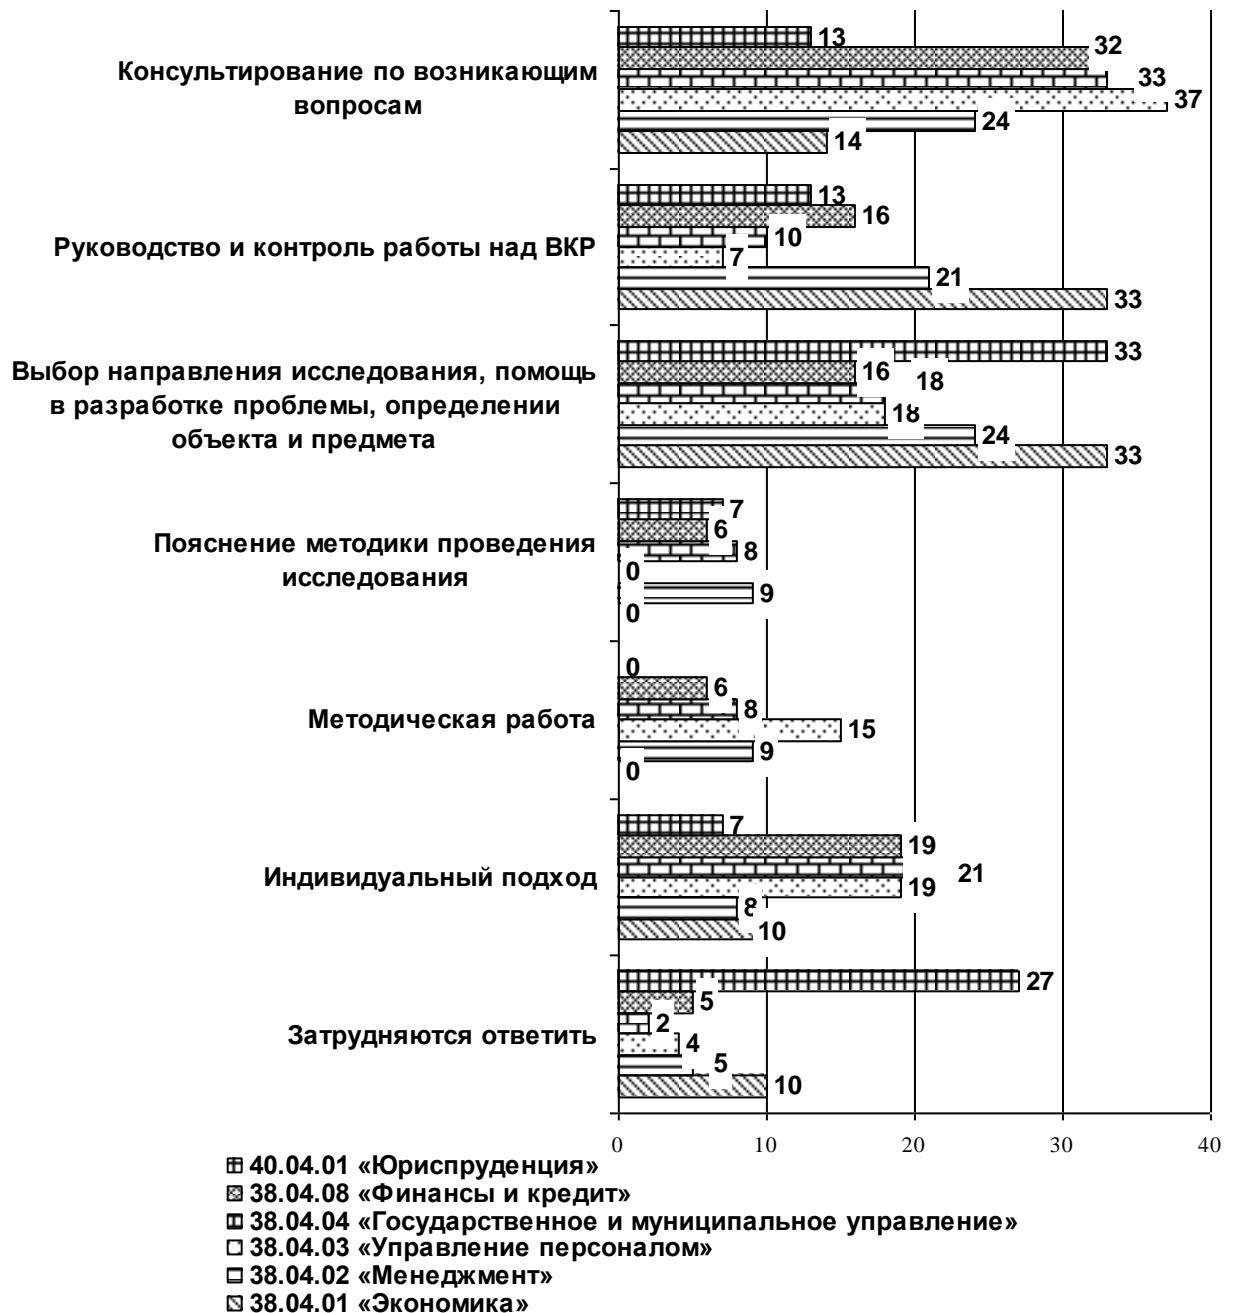 13
32
Консультирование по возникающим
вопросам
33
37
24
14
13
16
Руководство и контроль работы над ВКР
10
7
21
33
33
Выбор направления исследования, помощь
в разработке проблемы, определении
объекта и предмета
16
18
18
24
33
7
6
Пояснение методики проведения
исследования
8
0
9
0
0
6
Методическая работа
8
15
9
0
7
19
Индивидуальный подход
21
19
8
10
27
5
Затрудняются ответить
2
4
5
10
0 10 20 30 40
40.04.01 «Юриспруденция»
38.04.08 «Финансы и кредит»
38.04.04 «Государственное и муниципальное управление»
38.04.03 «Управление персоналом»
38.04.02 «Менеджмент»
38.04.01 «Экономика»